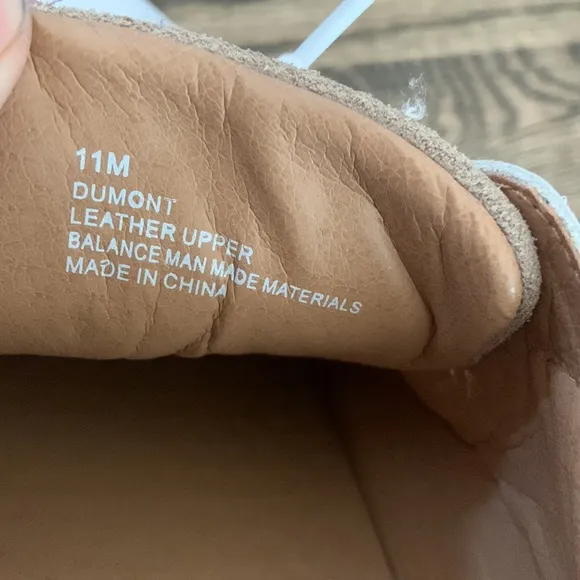 11M
DUMONT
LEATHER UPPER
BALANCE MAN MADE MATERIALS
MADE IN CHINA